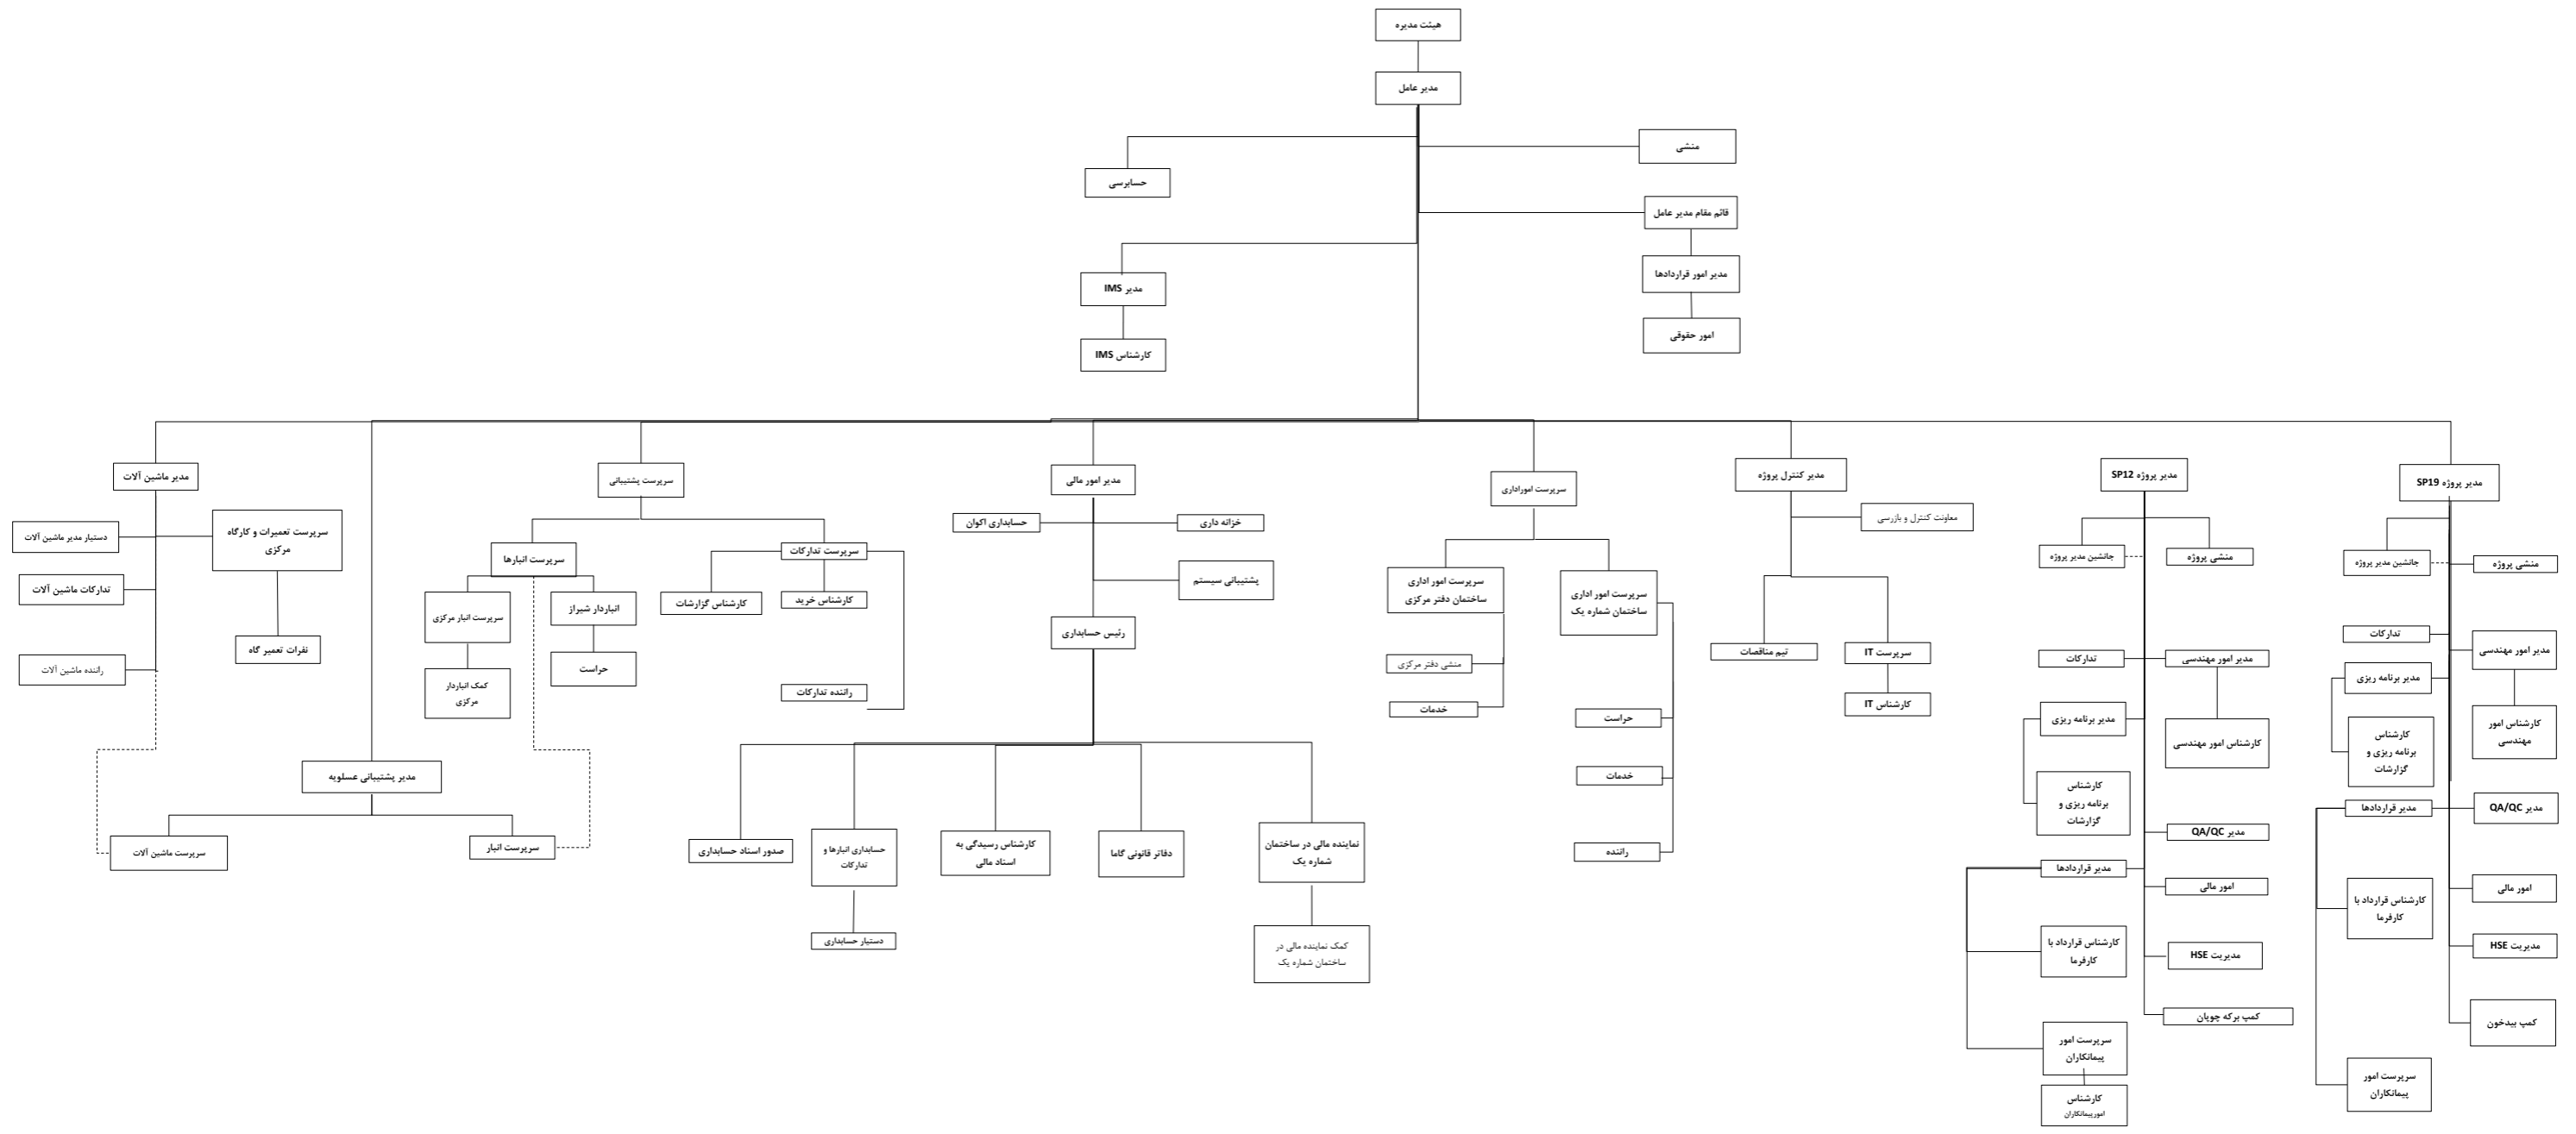 هیئت مدیره
مدیر عامل
منشی
حسابرسی
قائم مقام مدیر عامل
مدیر امور قراردادها
مدیر IMS
امور حقوقی
کارشناس IMS
مدیر پروژه SP19
جانشین مدیر پروژه
منشی پروژه
تدارکات
مدیر امور مهندسی
مدیر برنامه ریزی
کارشناس امور
مهندسی
کارشناس
برنامه ریزی و
گزارشات
مدیر قراردادها
مدیر QA/QC
کارشناس قرارداد با
کارفرما
امور مالی
مدیریت HSE
کمپ بیدخون
سرپرست امور
پیمانکاران
مدیر پروژه SP12
منشی پروژه
جانشین مدیر پروژه
مدیر امور مهندسی
تدارکات
مدیر برنامه ریزی
کارشناس امور مهندسی
کارشناس
برنامه ریزی و
گزارشات
مدیر QA/QC
مدیر قراردادها
امور مالی
کارشناس قرارداد با
کارفرما
مدیریت HSE
کمپ برکه چوپان
سرپرست امور
پیمانکاران
کارشناس
امورپیمانکاران
مدیر کنترل پروژه
معاونت کنترل و بازرسی
سرپرست IT
تیم مناقصات
کارشناس IT
سرپرست اموراداری
سرپرست امور اداری
ساختمان شماره یک
سرپرست امور اداری
ساختمان دفتر مرکزی
منشی دفتر مرکزی
خدمات
حراست
خدمات
راننده
مدیر امور مالی
خزانه داری
حسابداری اکوان
پشتیبانی سیستم
رئیس حسابداری
نماینده مالی در ساختمان
شماره یک
دفاتر قانونی گاما
کارشناس رسیدگی به
اسناد مالی
حسابداری انبارها و
تدارکات
صدور اسناد حسابداری
دستیار حسابداری
کمک نماینده مالی در
ساختمان شماره یک
سرپرست پشتیبانی
سرپرست تدارکات
سرپرست انبارها
کارشناس خرید
کارشناس گزارشات
انباردار شیراز
سرپرست انبار مرکزی
حراست
کمک انباردار
مرکزی
راننده تدارکات
مدیر پشتیبانی عسلویه
سرپرست انبار
سرپرست ماشین آلات
مدیر ماشین آلات
سرپرست تعمیرات و کارگاه
مرکزی
دستیار مدیر ماشین آلات
تدارکات ماشین آلات
نفرات تعمیر گاه
راننده ماشین آلات